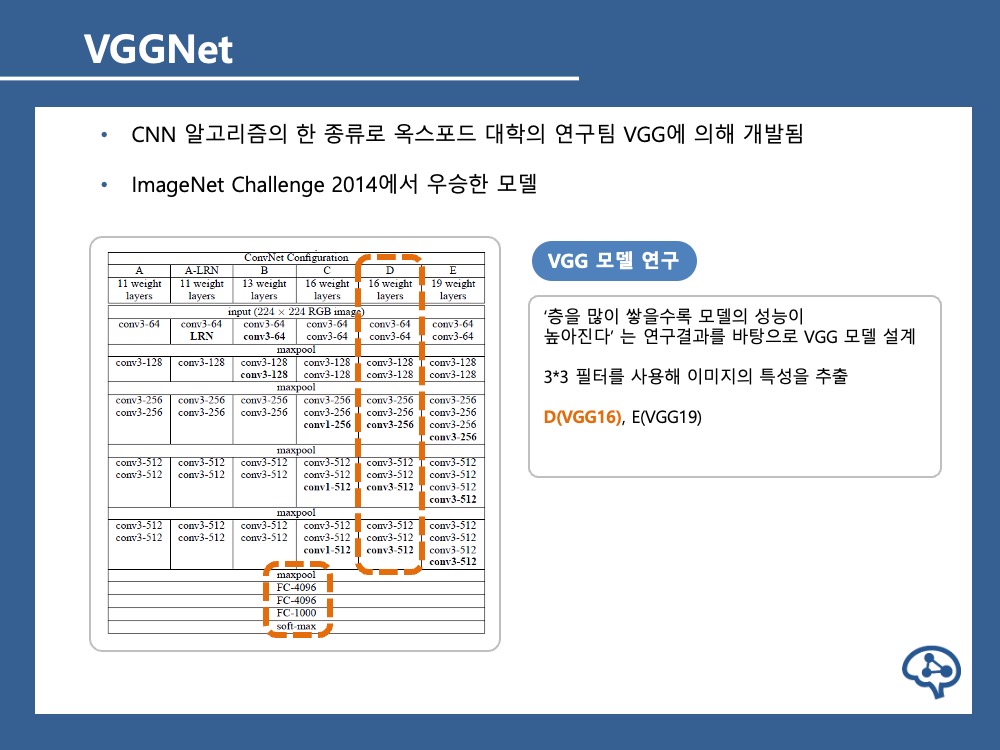 VGGNet
• CNN 알고리즘의 한 종류로 옥스포드 대학의 연구팀 VGG에 의해 개발됨
• ImageNet Challenge 2014에서 우승한 모델
ConvNet Configuration
A A-LRN B C D E
11 weight 11 weight 13 weight 16 weight 16 weight 19 weight
layers layers layers layers layers layers
input (224 × 224 RGB image)
conv3-64 conv3-64 conv3-64 conv3-64 conv3-64 conv3-64
LRN conv3-64 conv3-64 conv3-64 conv3-64
maxpool
conv3-128 conv3-128 conv3-128 conv3-128 conv3-128 conv3-128
conv3-128 conv3-128 conv3-128 conv3-128
maxpool
conv3-256 conv3-256 conv3-256 conv3-256 conv3-256 conv3-256
conv3-256 conv3-256 conv3-256 conv3-256 conv3-256 conv3-256
conv1-256 conv3-256 conv3-256
conv3-256
maxpool
conv3-512 conv3-512 conv3-512 conv3-512 conv3-512 conv3-512
conv3-512 conv3-512 conv3-512 conv3-512 conv3-512 conv3-512
conv1-512 conv3-512 conv3-512
conv3-512
maxpool
conv3-512 conv3-512 conv3-512 conv3-512 conv3-512 conv3-512
conv3-512 conv3-512 conv3-512 conv3-512 conv3-512 conv3-512
conv1-512 conv3-512 conv3-512
conv3-512
maxpool
FC-4096
FC-4096
FC-1000
soft-max
VGG 모델 연구
‘층을 많이 쌓을수록 모델의 성능이
높아진다’ 는 연구결과를 바탕으로 VGG 모델 설계
3*3 필터를 사용해 이미지의 특성을 추출
D(VGG16), E(VGG19)